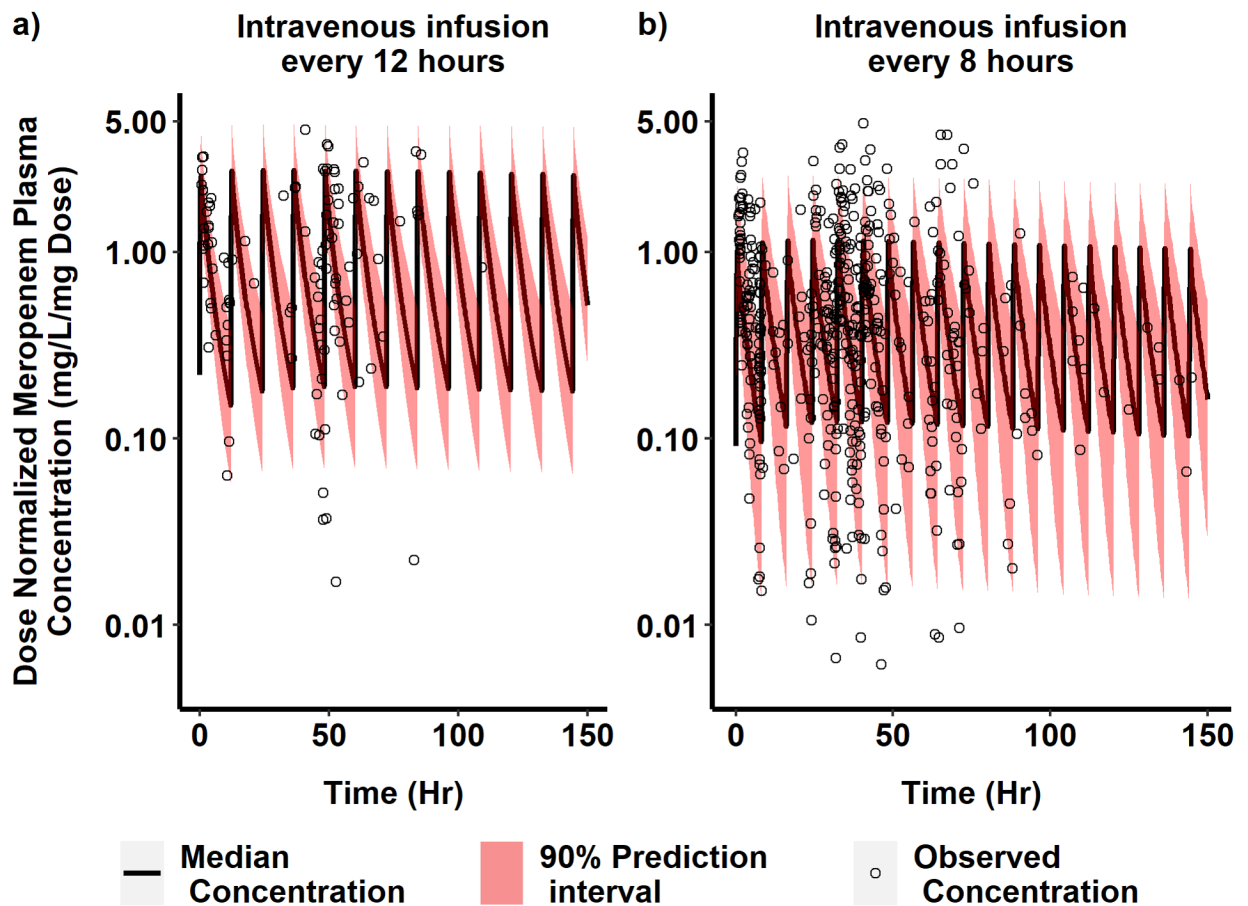 a)
Intravenous infusion
every 12 hours
b)
Intravenous infusion
every 8 hours
Dose Normalized Meropenem Plasma
Concentration (mg/L/mg Dose)
5.00
1.00
0.10
0.01
0
50
100
150
Time (Hr)
5.00
1.00
0.10
0.01
0
50
100
150
Time (Hr)
Median
Concentration
90% Prediction
interval
Observed
Concentration